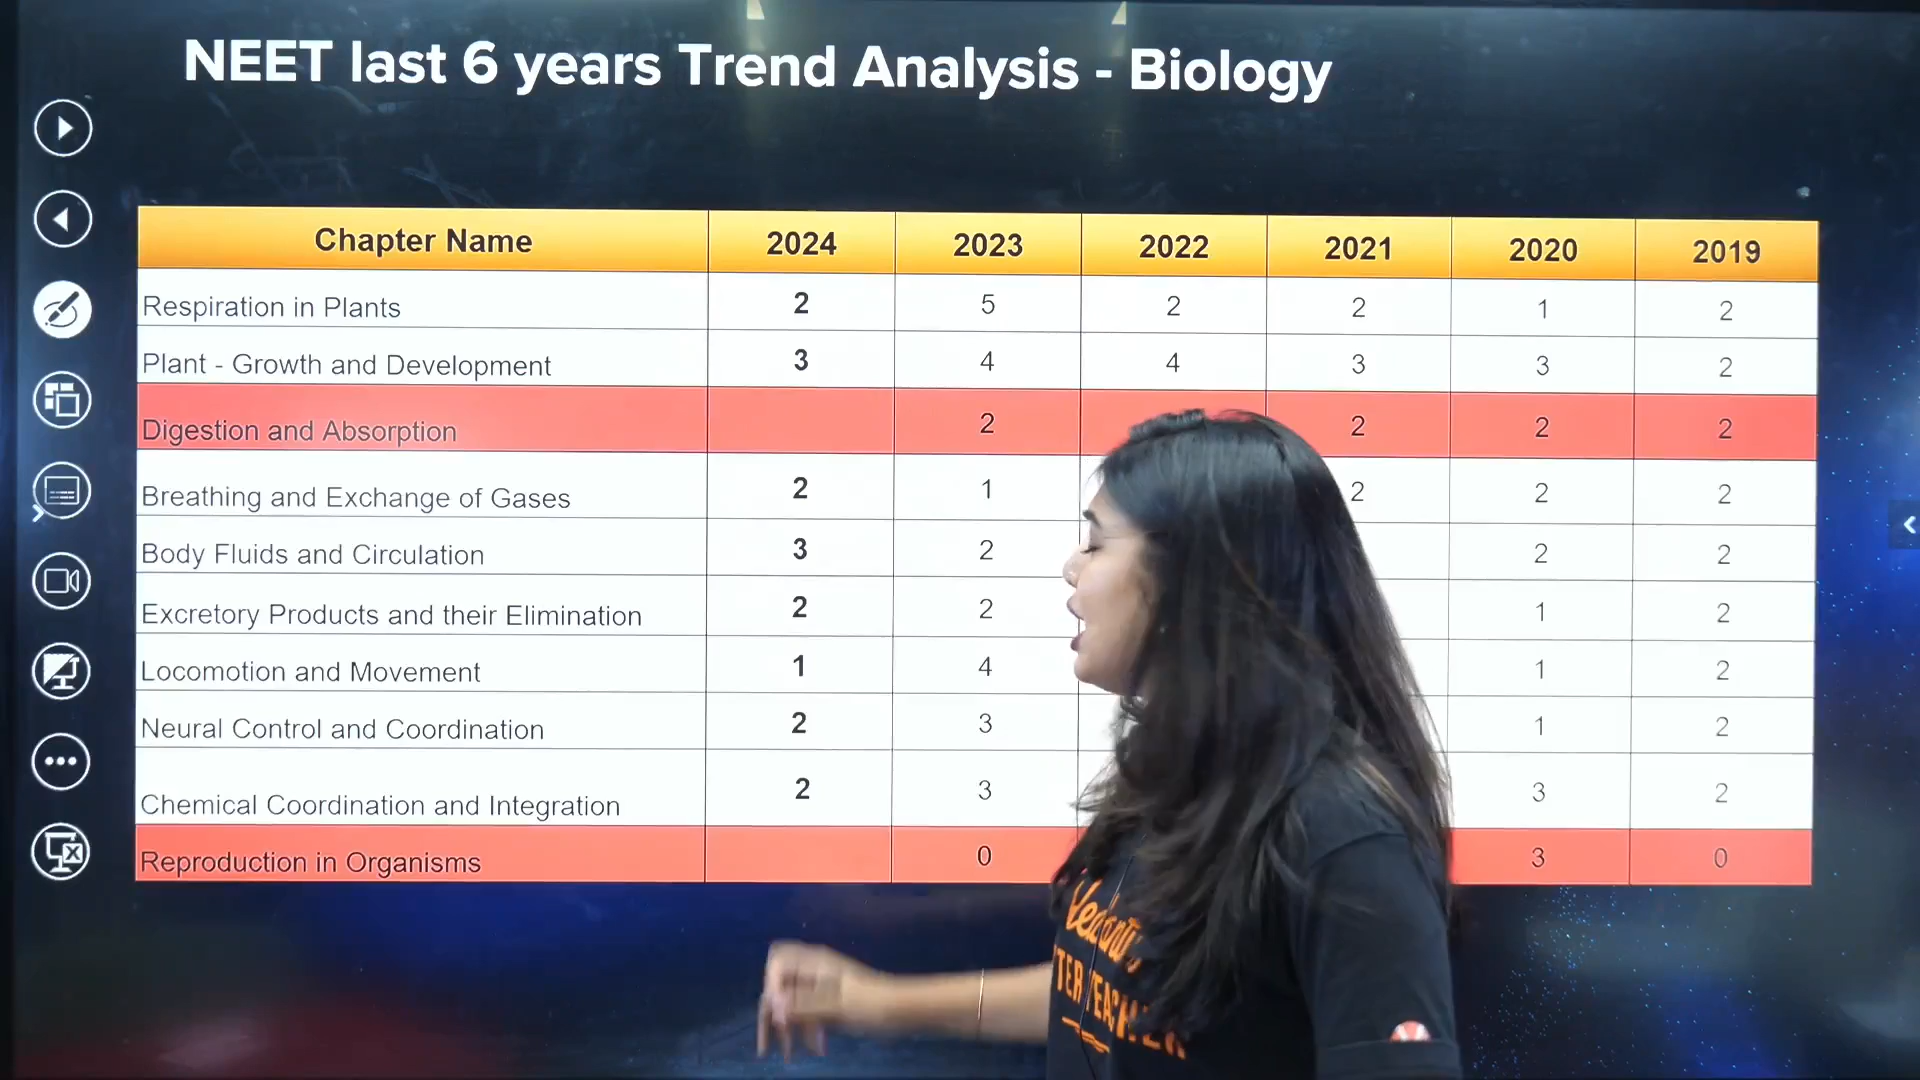 NEET last 6 years Trend Analysis - Biology
Chapter Name 2024 2023 2022 2021 2020 2019
Respiration in Plants 2 5 2 2 1 2
Plant - Growth and Development 3 4 4 3 3 2
Digestion and Absorption 2 2 2 2
Breathing and Exchange of Gases 2 1 2 2 2
Body Fluids and Circulation 3 2 2 2
Excretory Products and their Elimination 2 2 1 2
Locomotion and Movement 1 4 1 2
Neural Control and Coordination 2 3 1 2
Chemical Coordination and Integration 2 3 3 2
Reproduction in Organisms 0 3 0